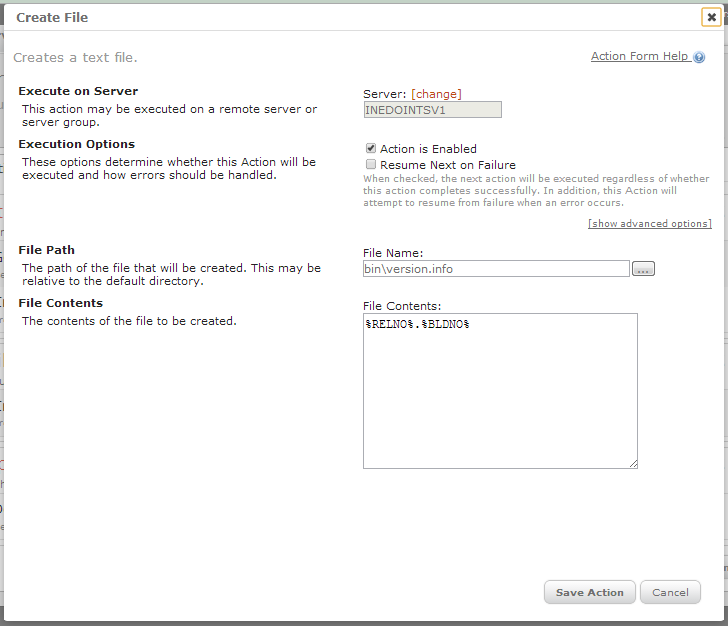 Create File
Creates a text file.
Action Form Help
Execute on Server
This action may be executed on a remote server or
server group.
Server: [change]
INEDOINTSV1
Execution Options
These options determine whether this Action will be
executed and how errors should be handled.
Action is Enabled
Resume Next on Failure
When checked, the next action will be executed regardless of whether
this action completes successfully. In addition, this Action will
attempt to resume from failure when an error occurs.
[show advanced options]
File Path
The path of the file that will be created. This may be
relative to the default directory.
File Name:
bin\version.info
...
File Contents
The contents of the file to be created.
File Contents:
%RELNO%.%BLDNO%
Save Action
Cancel